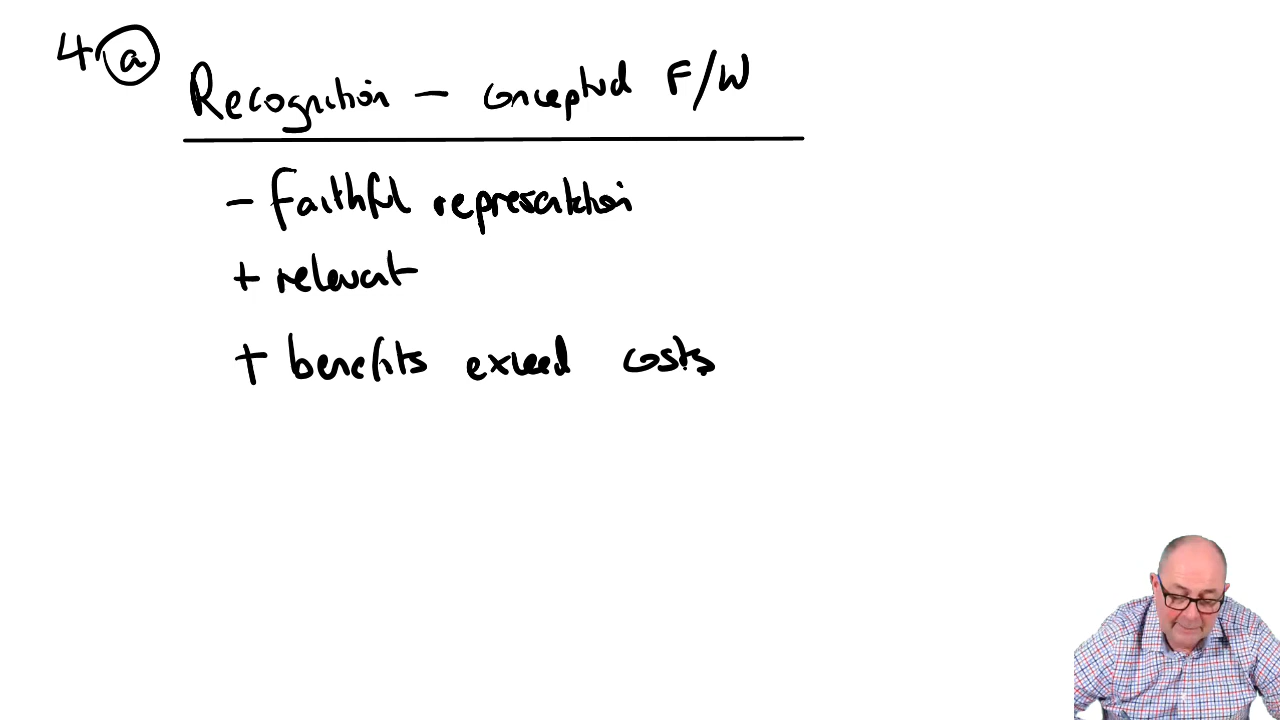 4 a
Recognition - conceptual F/W
- Faithful representation
+ relevant
+ benefits exceed costs